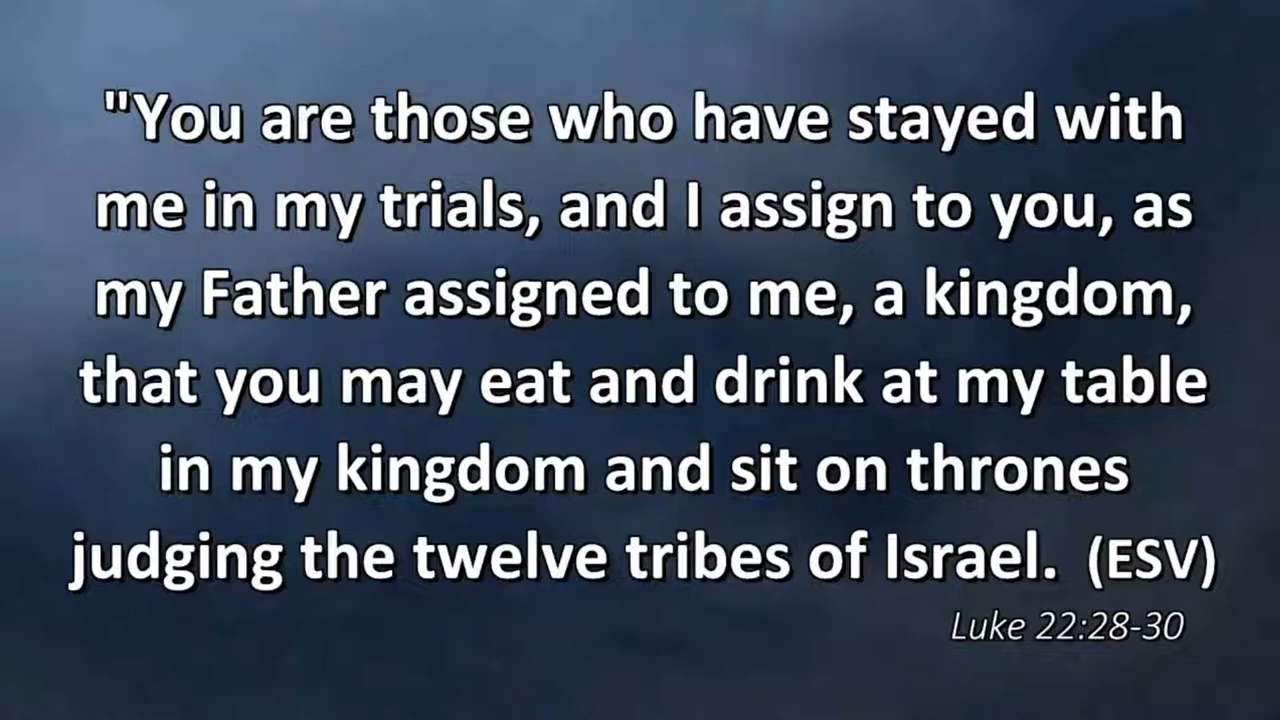 "You are those who have stayed with
me in my trials, and I assign to you, as
my Father assigned to me, a kingdom,
that you may eat and drink at my table
in my kingdom and sit on thrones
judging the twelve tribes of Israel. (ESV)
Luke 22:28-30